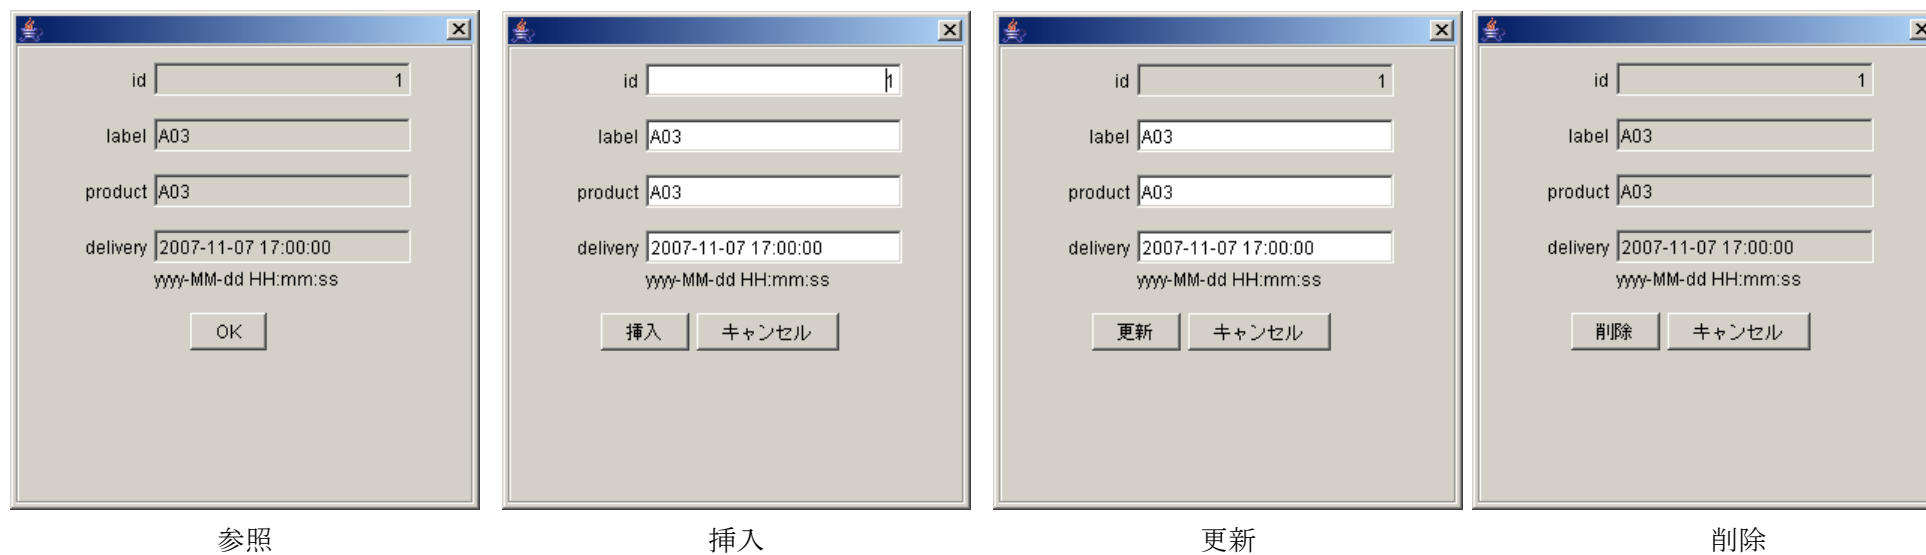 id 1
label A03
product A03
delivery 2007-11-07 17:00:00
yyyy-MM-dd HH:mm:ss
OK
参照
id 1
label A03
product A03
delivery 2007-11-07 17:00:00
yyyy-MM-dd HH:mm:ss
挿入 キャンセル
挿入
id 1
label A03
product A03
delivery 2007-11-07 17:00:00
yyyy-MM-dd HH:mm:ss
更新 キャンセル
更新
id 1
label A03
product A03
delivery 2007-11-07 17:00:00
yyyy-MM-dd HH:mm:ss
削除 キャンセル
削除